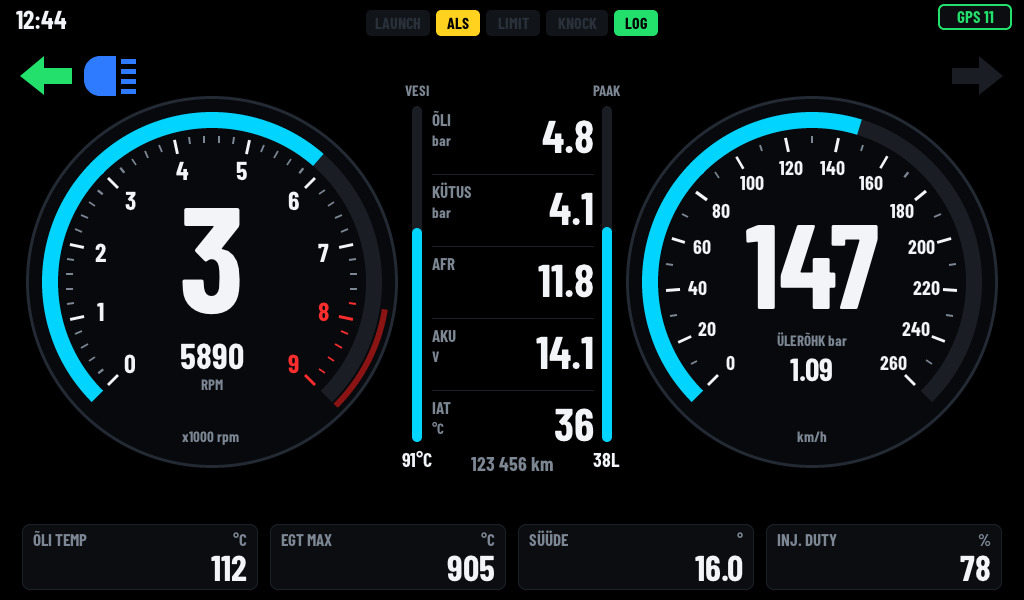 12:44
LAUNCH ALS LIMIT KNOCK LOG
GPS 11
VESI
PAAK
0
1
2
3
4
5
6
7
8
9
3
5890
RPM
x1000 rpm
ÕLI
bar
4.8
KÜTUS
bar
4.1
AFR
11.8
AKU
V
14.1
IAT
°C
36
91°C
123 456 km
38L
0
20
40
60
80
100
120
140
160
180
200
220
240
260
147
ÜLERÕHK bar
1.09
km/h
ÕLI TEMP °C
112
EGT MAX °C
905
SÜÜDE °
16.0
INJ. DUTY %
78